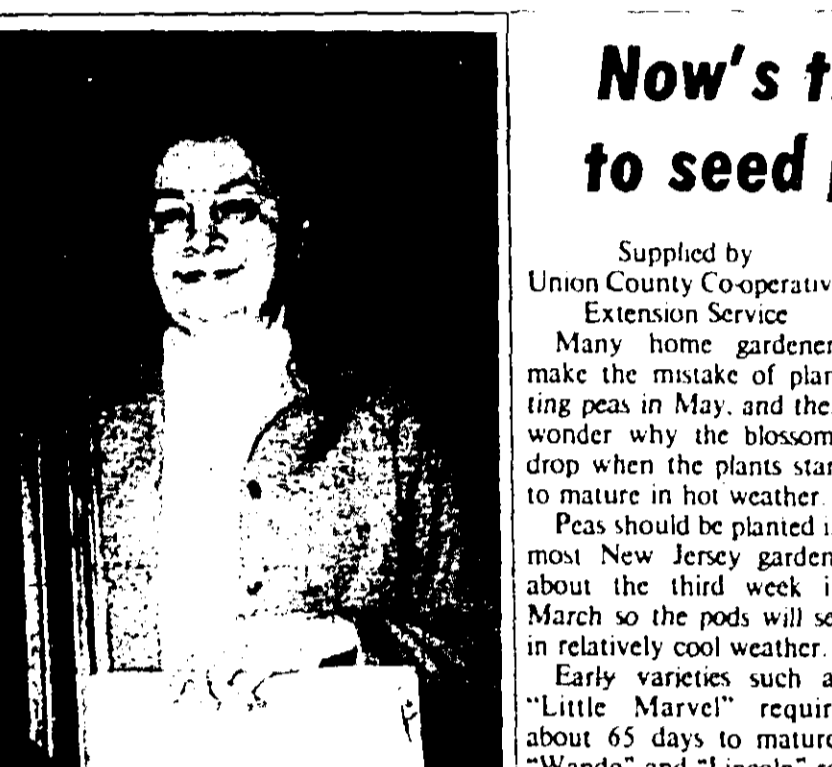 Now's
to seed
Supplied by
Union County Co-operativ
Extension Service
Many home gardener
make the mistake of plan
ting peas in May, and the
wonder why the blossom
drop when the plants star
to mature in hot weather.
Peas should be planted i
most New Jersey garden
about the third week i
March so the pods will se
in relatively cool weather.
Early varieties such a
"Little Marvel" requir
about 65 days to mature
"Wando" and "Lincoln"